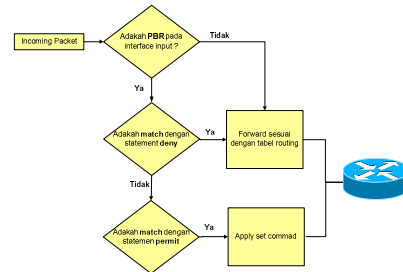 Incoming Packet
Adakah PBR pada
interface input ?
Tidak
Ya
Adakah match dengan
statement deny
Ya
Forward sesuai
dengan tabel routing
Tidak
Adakah match dengan
statemen permit
Ya
Apply set commad